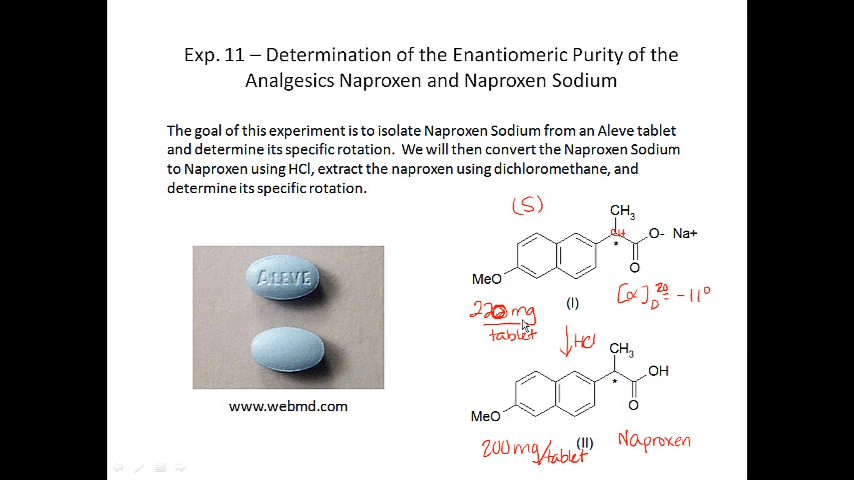 Exp. 11 – Determination of the Enantiomeric Purity of the
Analgesics Naproxen and Naproxen Sodium
The goal of this experiment is to isolate Naproxen Sodium from an Aleve tablet
and determine its specific rotation. We will then convert the Naproxen Sodium
to Naproxen using HCl, extract the naproxen using dichloromethane, and
determine its specific rotation.
(S)
CH3
CH
O- Na+
*
O
MeO
(I)
[α]D20 = -11°
220 mg
tablet
HCl
ALEVE
www.webmd.com
CH3
OH
*
O
MeO
(II)
Naproxen
200mg/tablet